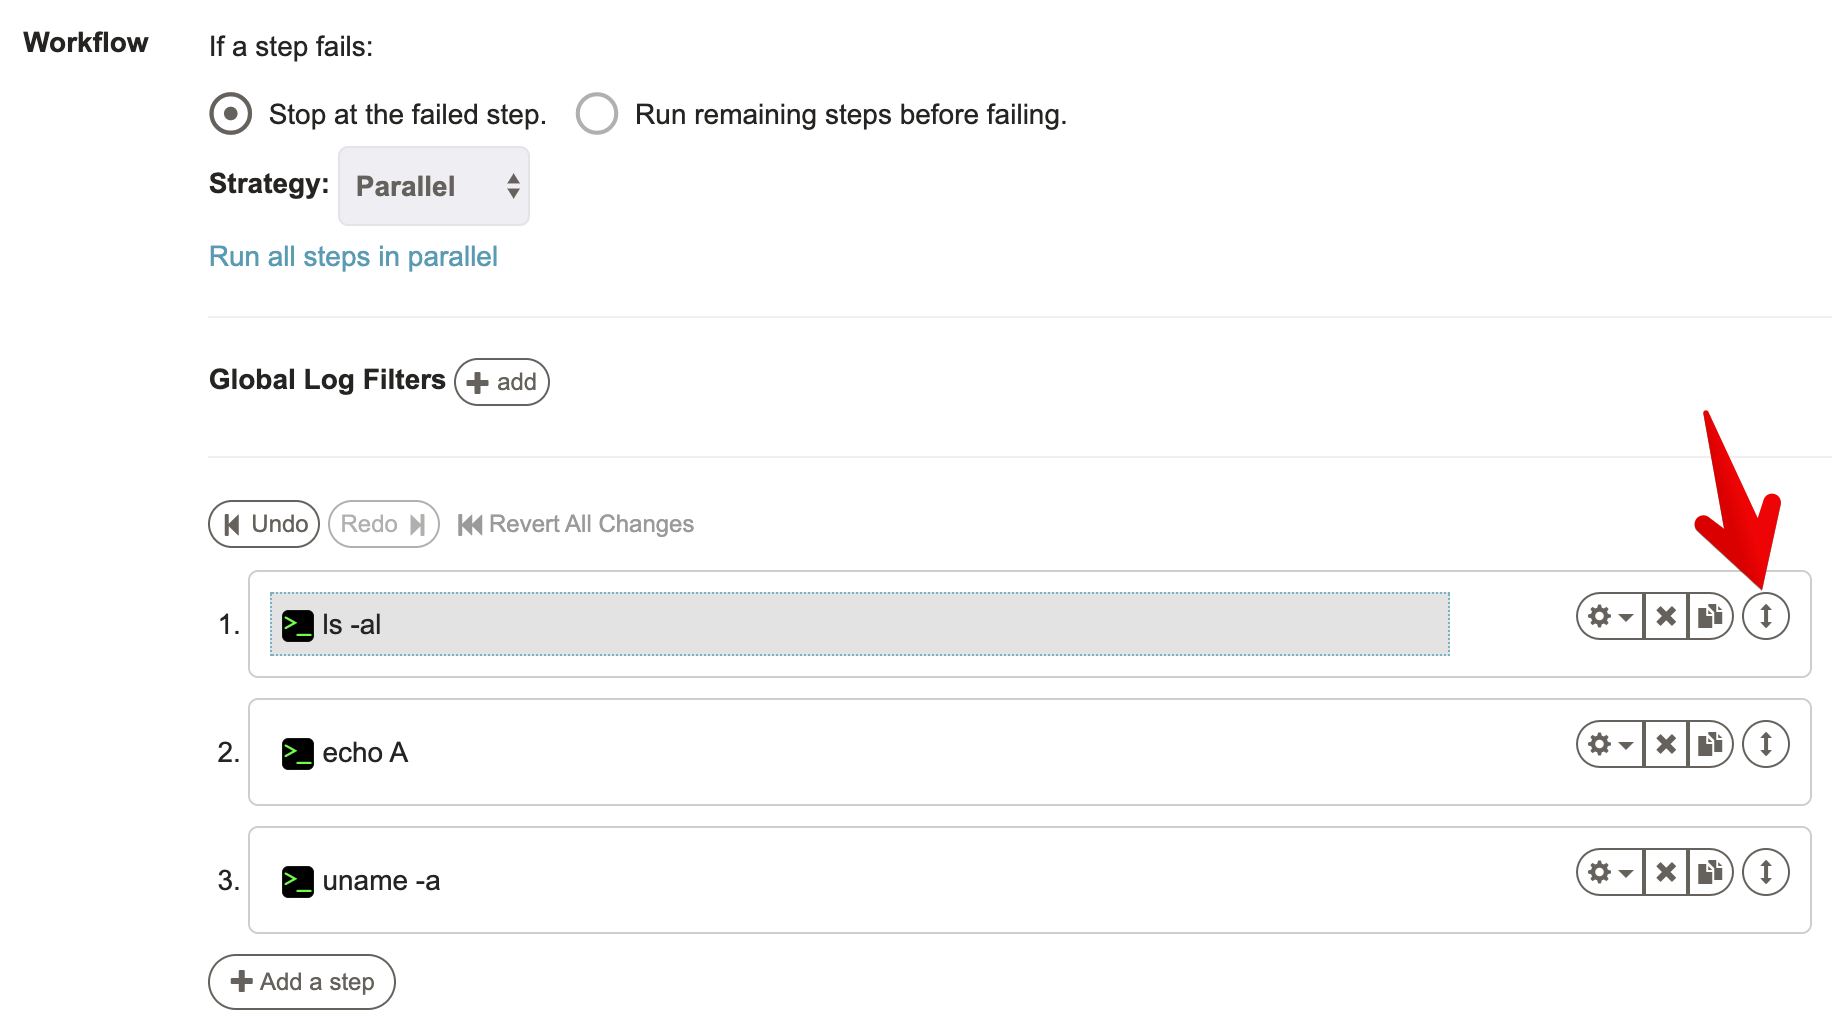 Workflow
If a step fails:
Stop at the failed step. Run remaining steps before failing.
Strategy: Parallel
Run all steps in parallel
Global Log Filters add
Undo Redo Revert All Changes
1. >_ ls -al
2. >_ echo A
3. >_ uname -a
Add a step